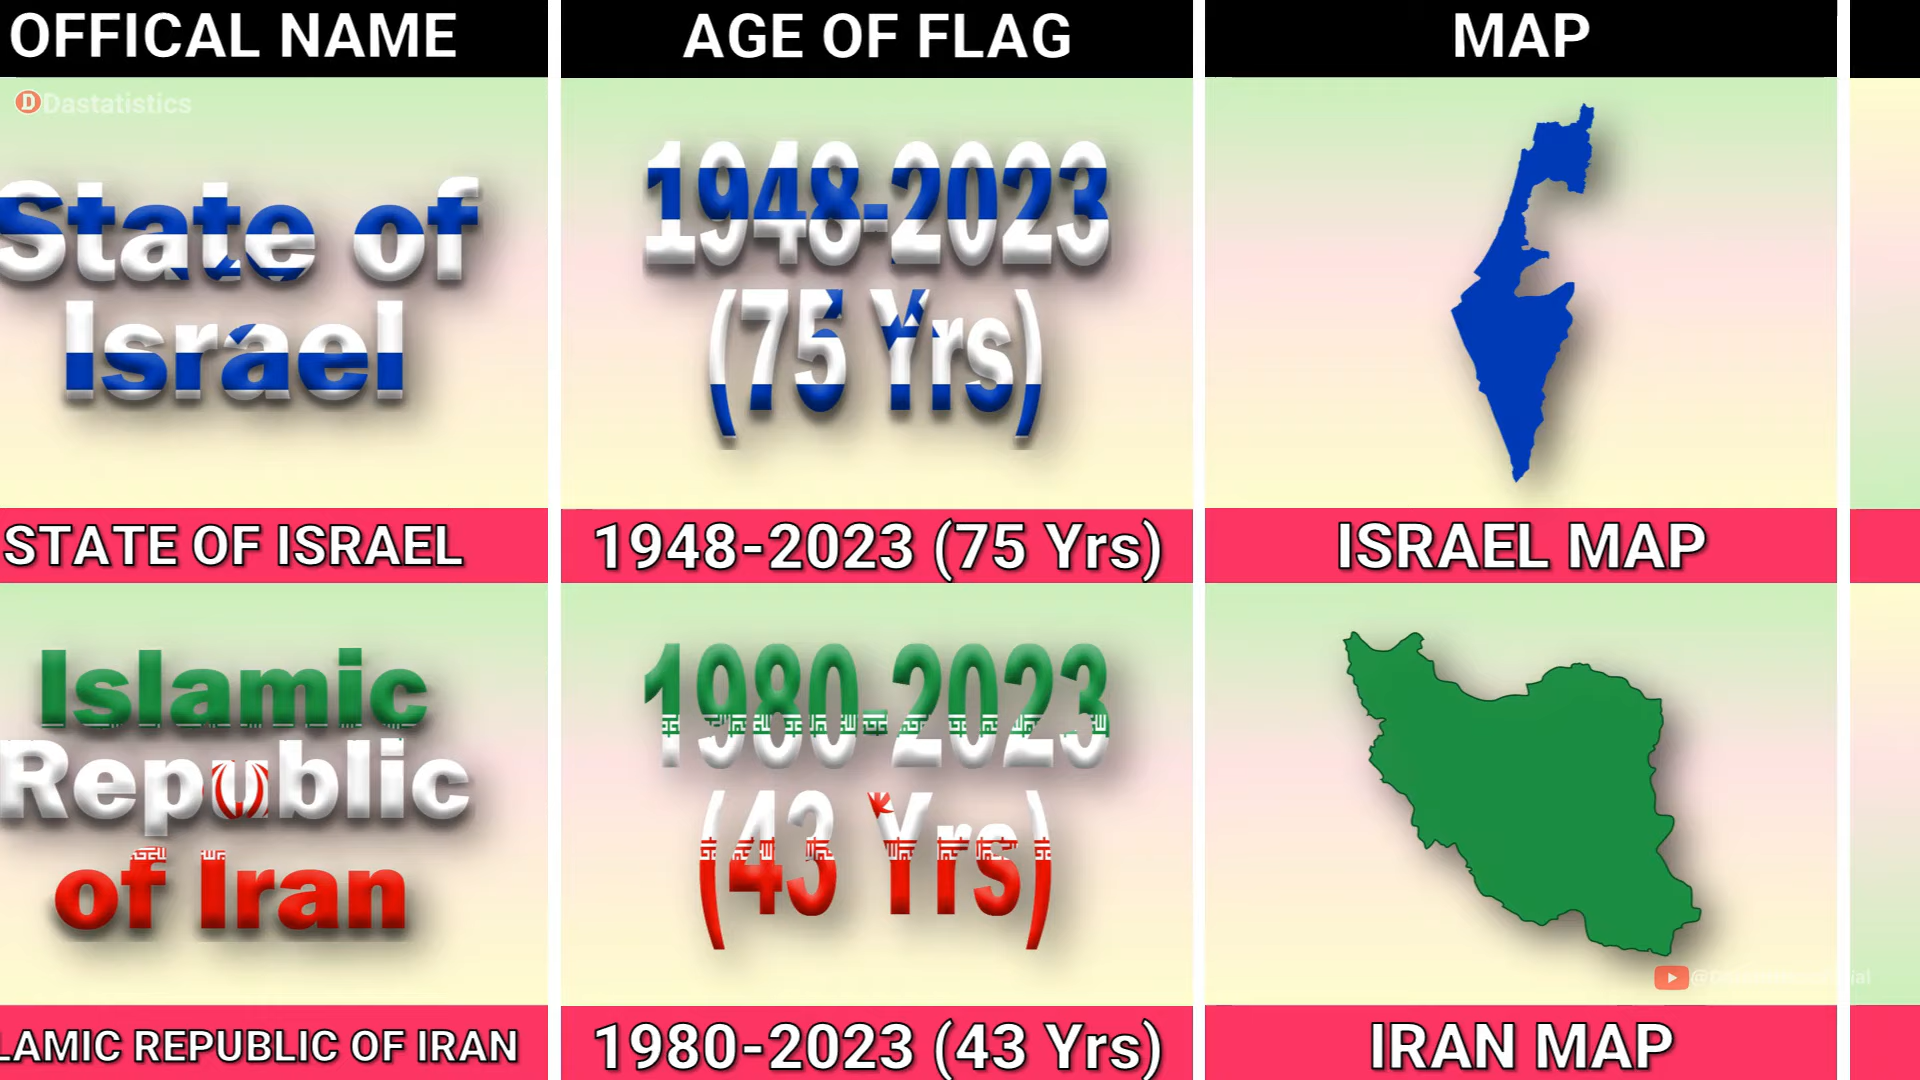 OFFICAL NAME
AGE OF FLAG
MAP
Dastatistics
State of
Israel
1948-2023
(75 Yrs)
STATE OF ISRAEL
1948-2023 (75 Yrs)
ISRAEL MAP
Islamic
Republic
of Iran
1980-2023
(43 Yrs)
LAMIC REPUBLIC OF IRAN
1980-2023 (43 Yrs)
IRAN MAP